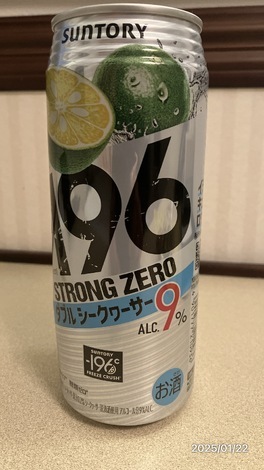 SUNTORY
-196
STRONG ZERO
ダブルシークヮーサー
ALC. 9%
SUNTORY
-196℃
FREEZE CRUSH
お酒
2025/01/22